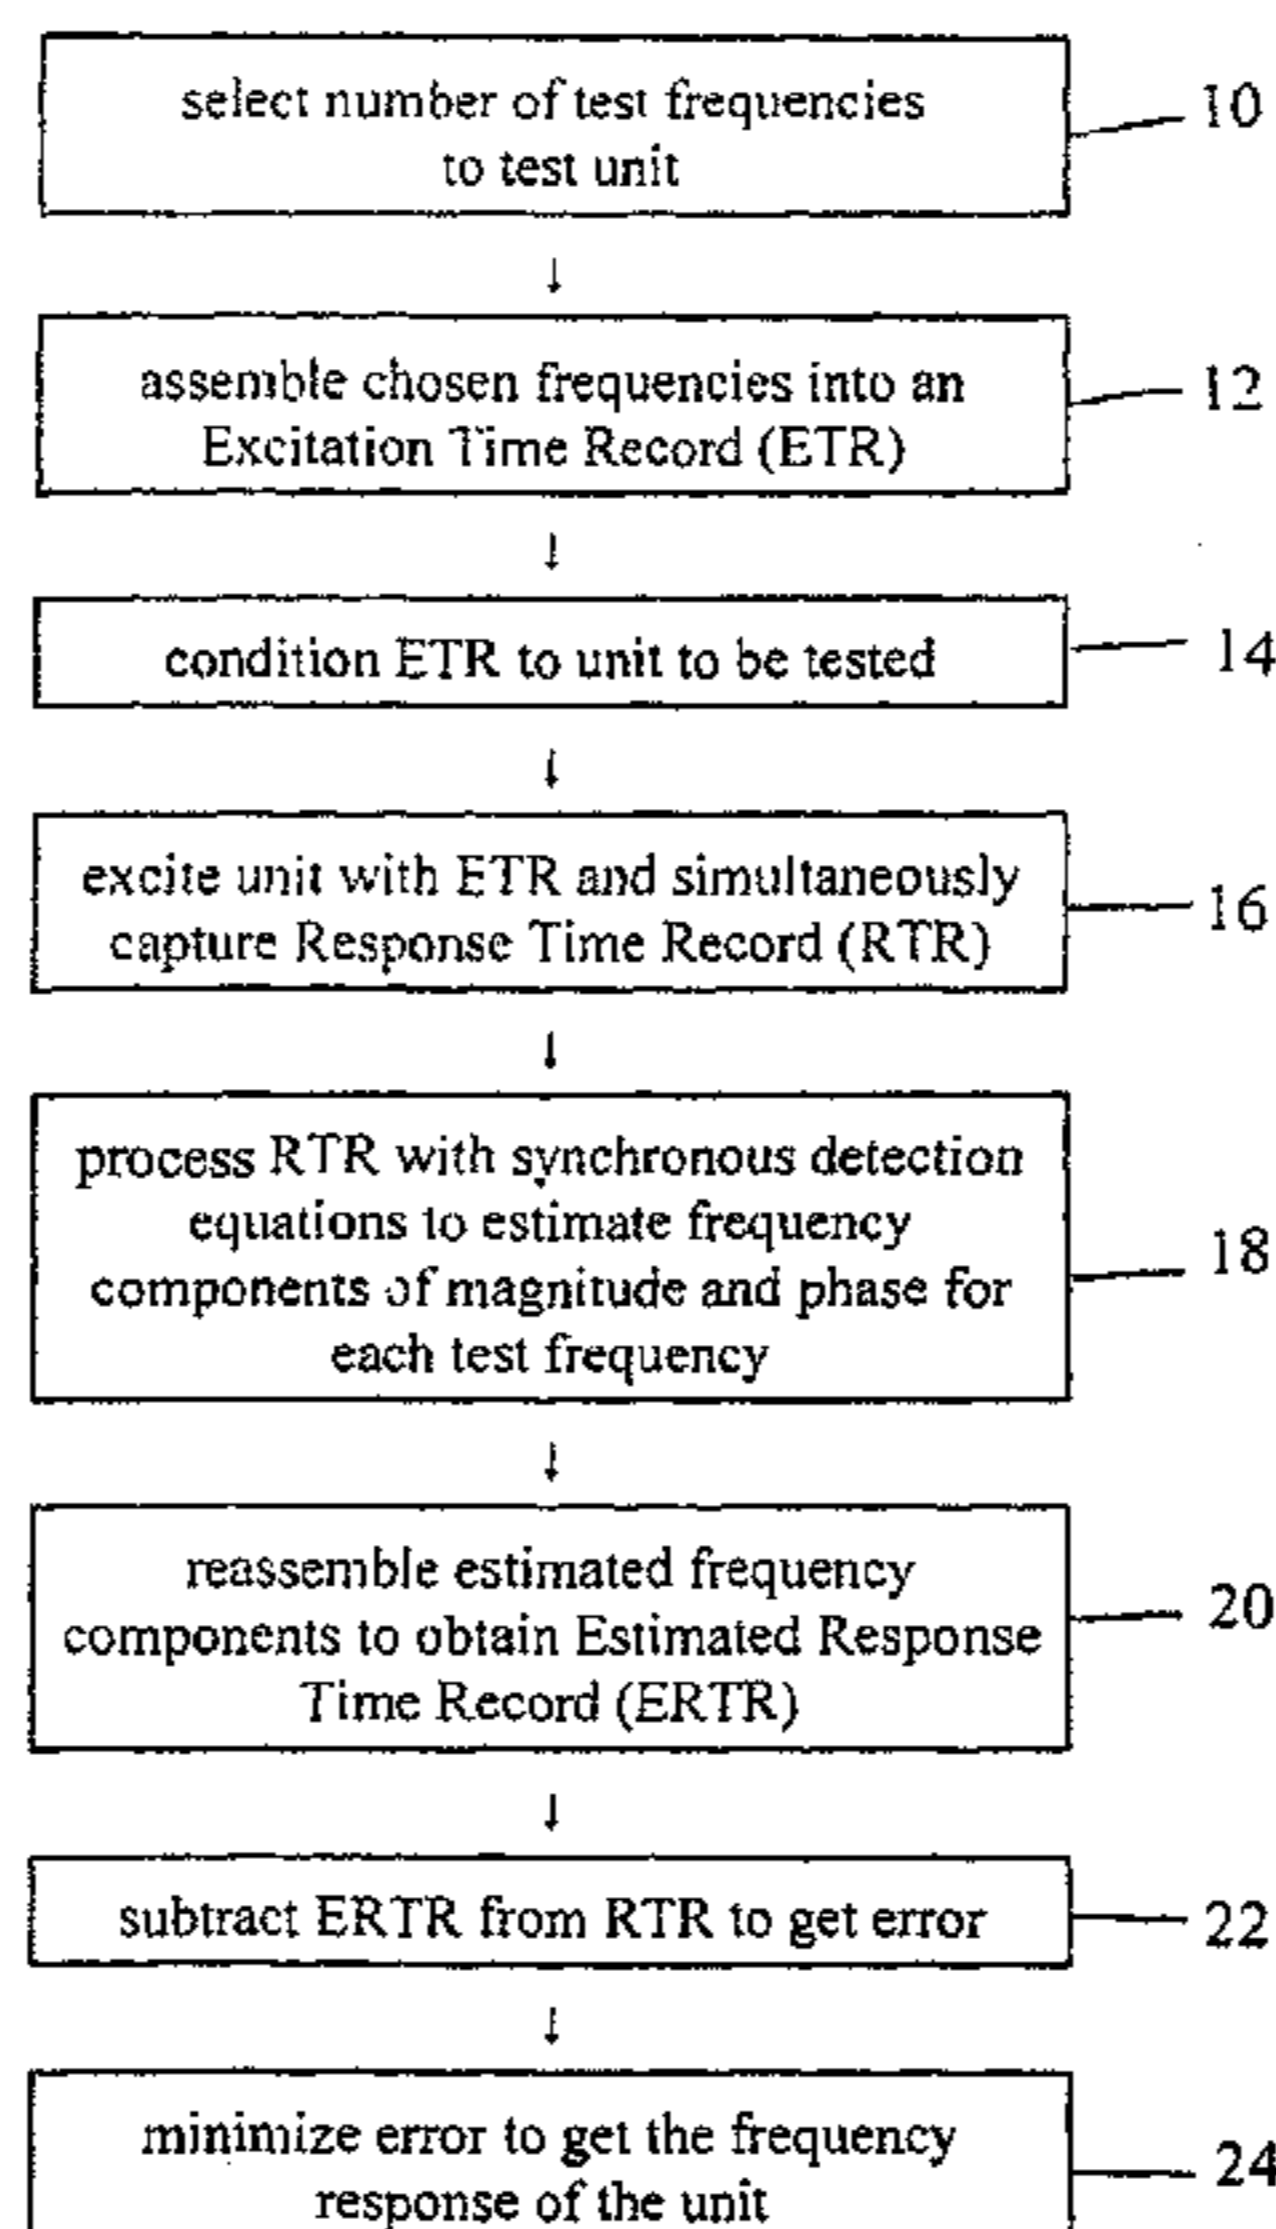 select number of test frequencies
to test unit
10
↓
assemble chosen frequencies into an
Excitation Time Record (ETR)
12
↓
condition ETR to unit to be tested
14
↓
excite unit with ETR and simultaneously
capture Response Time Record (RTR)
16
↓
process RTR with synchronous detection
equations to estimate frequency
components of magnitude and phase for
each test frequency
18
↓
reassemble estimated frequency
components to obtain Estimated Response
Time Record (ERTR)
20
↓
subtract ERTR from RTR to get error
22
↓
minimize error to get the frequency
response of the unit
24